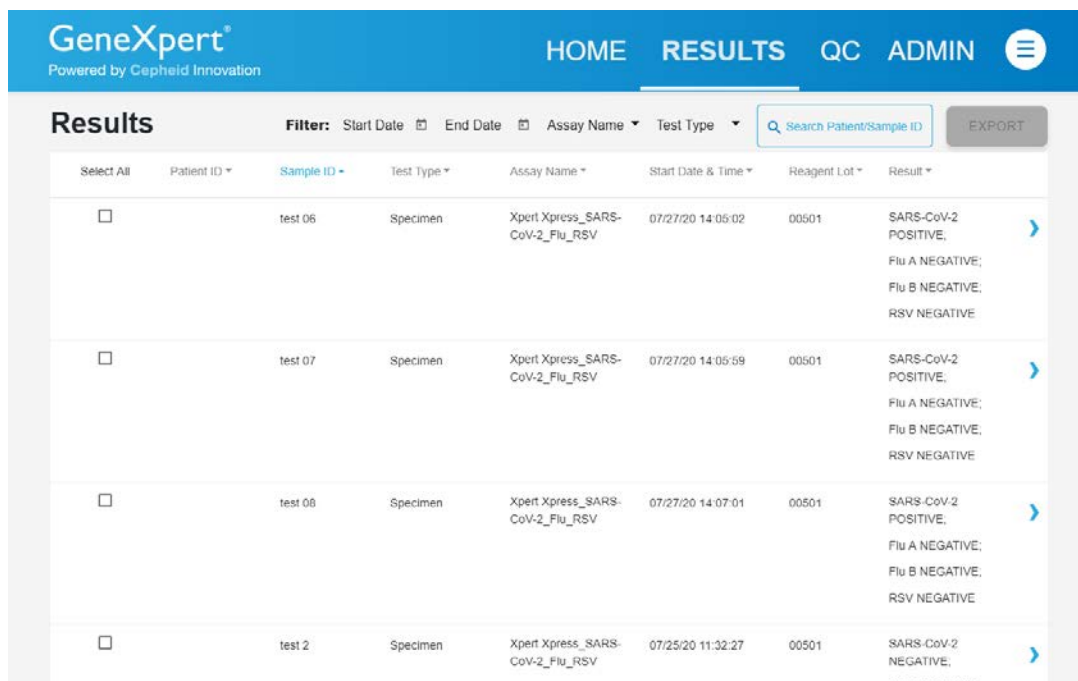 GeneXpert®
Powered by Cepheid Innovation
HOME RESULTS QC ADMIN
Results
Filter: Start Date End Date Assay Name Test Type Search Patient/Sample ID EXPORT
Select All Patient ID Sample ID Test Type Assay Name Start Date & Time Reagent Lot Result
test 06 Specimen Xpert Xpress_SARS- 07/27/20 14:05:02 00501 SARS-CoV-2
CoV-2_Flu_RSV POSITIVE;
Flu A NEGATIVE;
Flu B NEGATIVE;
RSV NEGATIVE
test 07 Specimen Xpert Xpress_SARS- 07/27/20 14:05:59 00501 SARS-CoV-2
CoV-2_Flu_RSV POSITIVE;
Flu A NEGATIVE;
Flu B NEGATIVE;
RSV NEGATIVE
test 08 Specimen Xpert Xpress_SARS- 07/27/20 14:07:01 00501 SARS-CoV-2
CoV-2_Flu_RSV POSITIVE;
Flu A NEGATIVE;
Flu B NEGATIVE;
RSV NEGATIVE
test 2 Specimen Xpert Xpress_SARS- 07/25/20 11:32:27 00501 SARS-CoV-2
CoV-2_Flu_RSV NEGATIVE;